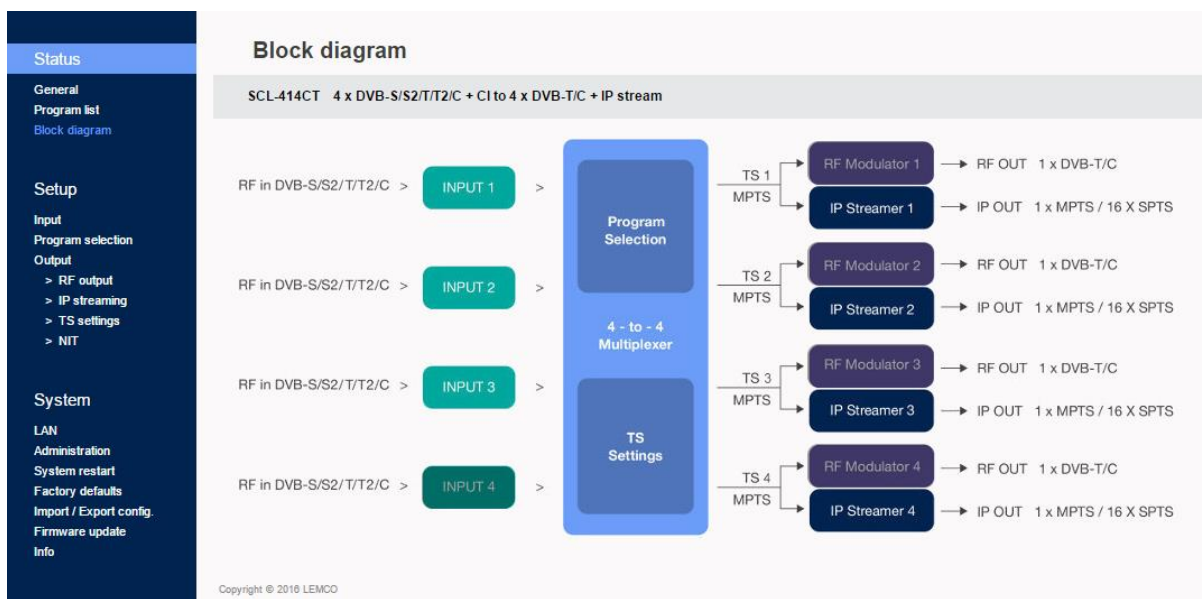 Status
General
Program list
Block diagram
Setup
Input
Program selection
Output
> RF output
> IP streaming
> TS settings
> NIT
System
LAN
Administration
System restart
Factory defaults
Import / Export config.
Firmware update
Info
Block diagram
SCL-414CT 4 x DVB-S/S2/T/T2/C + CI to 4 x DVB-T/C + IP stream
RF in DVB-S/S2/T/T2/C >
INPUT 1
>
RF in DVB-S/S2/T/T2/C >
INPUT 2
>
RF in DVB-S/S2/T/T2/C >
INPUT 3
>
RF in DVB-S/S2/T/T2/C >
INPUT 4
>
Program
Selection
4 - to - 4
Multiplexer
TS
Settings
TS 1
MPTS
RF Modulator 1
RF OUT 1 x DVB-T/C
IP Streamer 1
IP OUT 1 x MPTS / 16 X SPTS
TS 2
MPTS
RF Modulator 2
RF OUT 1 x DVB-T/C
IP Streamer 2
IP OUT 1 x MPTS / 16 X SPTS
TS 3
MPTS
RF Modulator 3
RF OUT 1 x DVB-T/C
IP Streamer 3
IP OUT 1 x MPTS / 16 X SPTS
TS 4
MPTS
RF Modulator 4
RF OUT 1 x DVB-T/C
IP Streamer 4
IP OUT 1 x MPTS / 16 X SPTS
Copyright © 2016 LEMCO